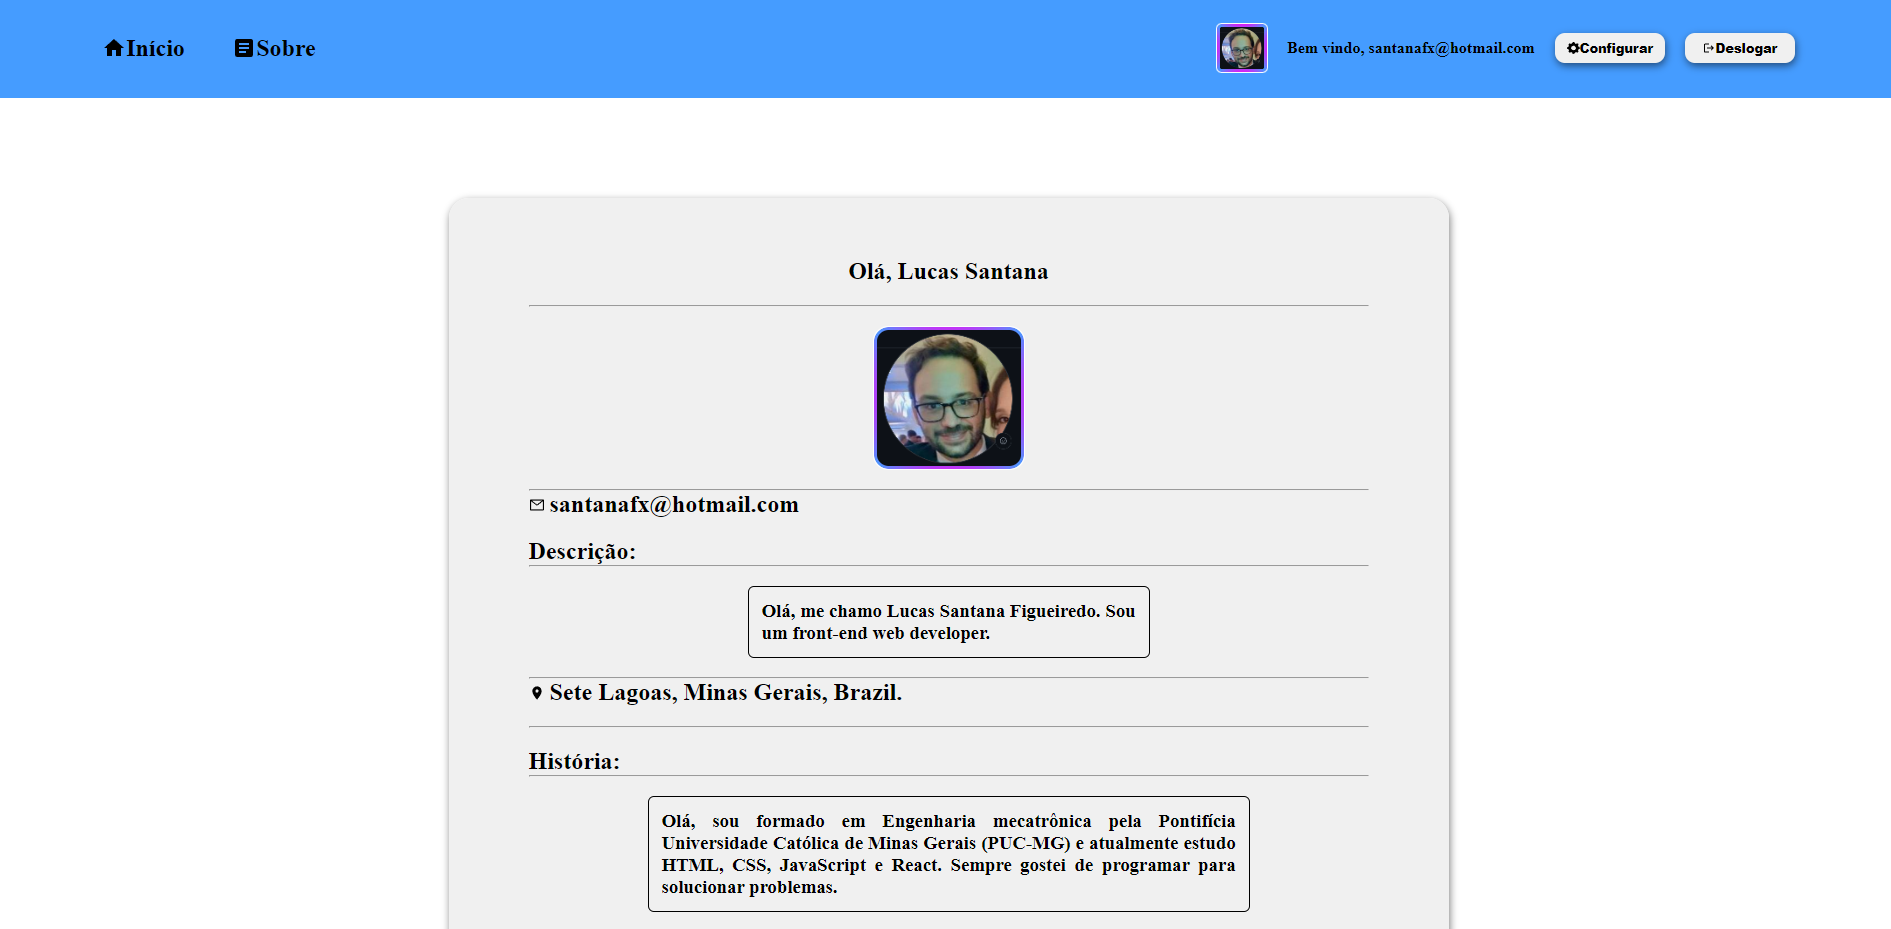 Início
Sobre
Bem vindo, santanafx@hotmail.com
Configurar
Deslogar
Olá, Lucas Santana
santanafx@hotmail.com
Descrição:
Olá, me chamo Lucas Santana Figueiredo. Sou
um front-end web developer.
Sete Lagoas, Minas Gerais, Brazil.
História:
Olá, sou formado em Engenharia mecatrônica pela Pontifícia
Universidade Católica de Minas Gerais (PUC-MG) e atualmente estudo
HTML, CSS, JavaScript e React. Sempre gostei de programar para
solucionar problemas.